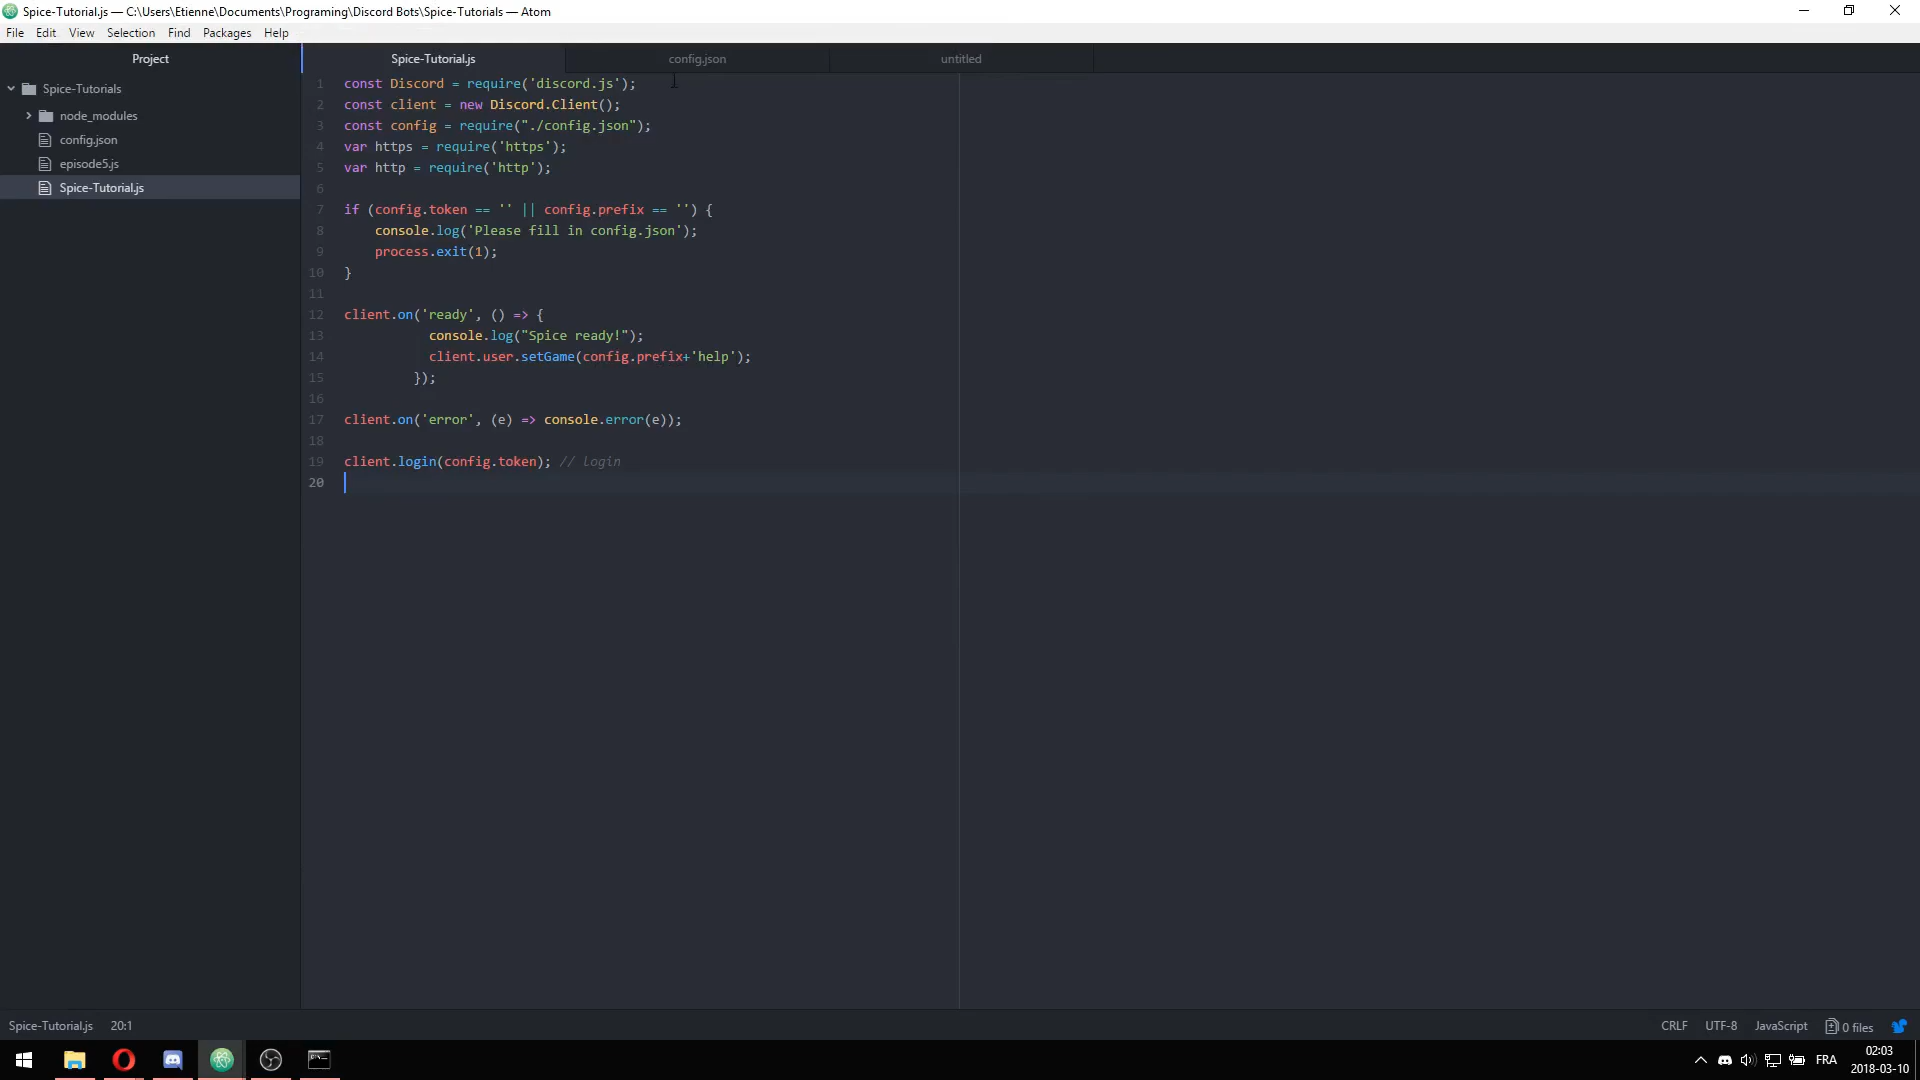 Spice-Tutorial.js — C:\Users\Etienne\Documents\Programing\Discord Bots\Spice-Tutorials — Atom
File Edit View Selection Find Packages Help
Project
Spice-Tutorial.js config.json untitled
Spice-Tutorials
node_modules
config.json
episode5.js
Spice-Tutorial.js
1 const Discord = require('discord.js');
2 const client = new Discord.Client();
3 const config = require("./config.json");
4 var https = require('https');
5 var http = require('http');
6
7 if (config.token == '' || config.prefix == '') {
8 console.log('Please fill in config.json');
9 process.exit(1);
10 }
11
12 client.on('ready', () => {
13 console.log("Spice ready!");
14 client.user.setGame(config.prefix+'help');
15 });
16
17 client.on('error', (e) => console.error(e));
18
19 client.login(config.token); // login
20
Spice-Tutorial.js 20:1
CRLF UTF-8 JavaScript 0 files
FRA
02:03
2018-03-10